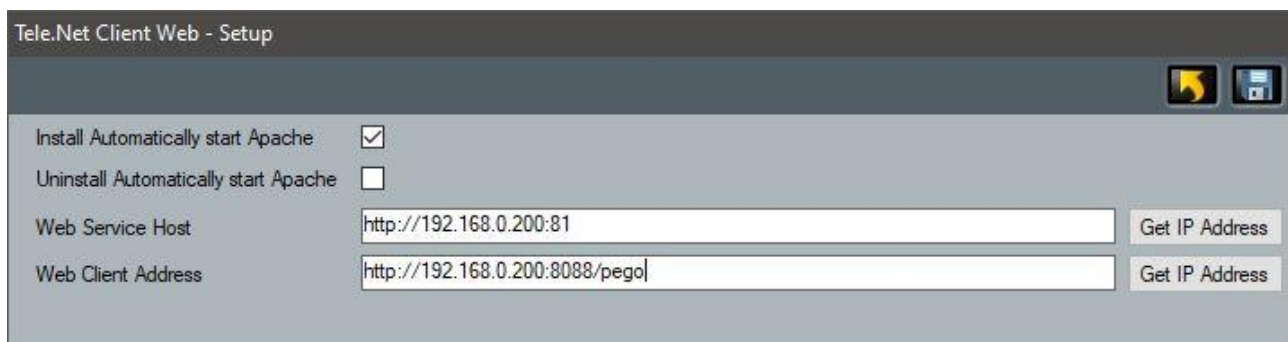 Tele.Net Client Web - Setup
Install Automatically start Apache
Uninstall Automatically start Apache
Web Service Host http://192.168.0.200:81 Get IP Address
Web Client Address http://192.168.0.200:8088/pego Get IP Address